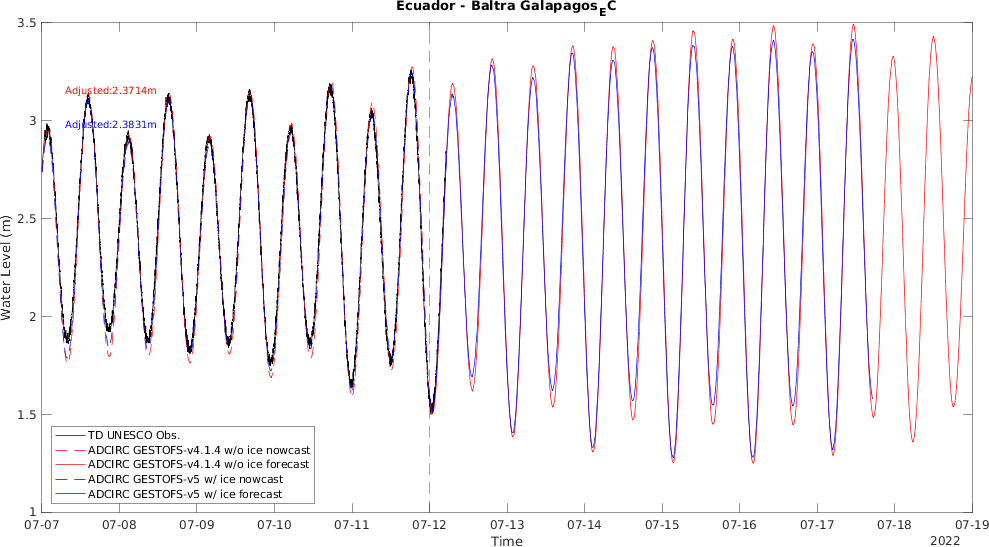 Ecuador - Baltra Galapagos_EC
3.5
3
2.5
2
1.5
1
Water Level (m)
Adjusted:2.3714m
Adjusted:2.3831m
TD UNESCO Obs.
ADCIRC GESTOFS-v4.1.4 w/o ice nowcast
ADCIRC GESTOFS-v4.1.4 w/o ice forecast
ADCIRC GESTOFS-v5 w/ ice nowcast
ADCIRC GESTOFS-v5 w/ ice forecast
07-07 07-08 07-09 07-10 07-11 07-12 07-13 07-14 07-15 07-16 07-17 07-18 07-19
Time
2022